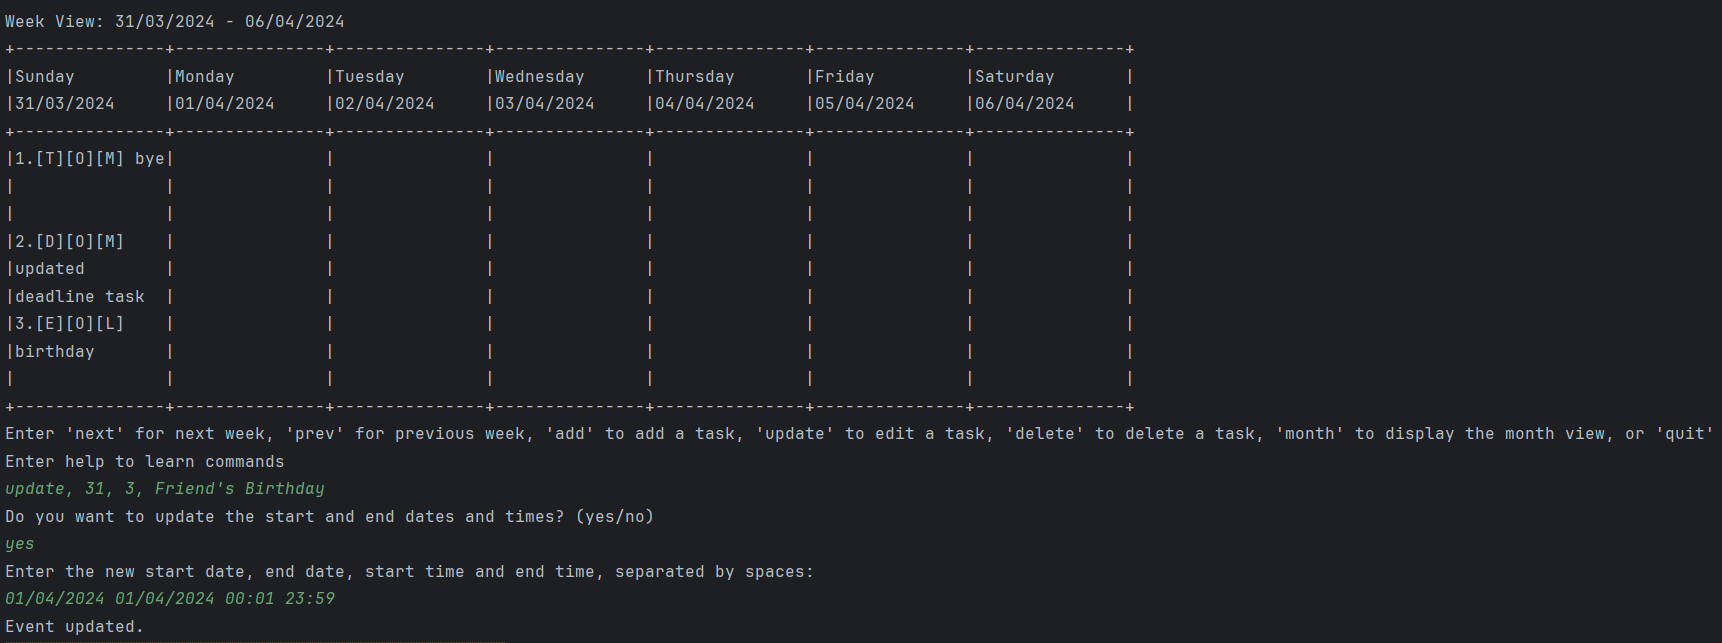 Week View: 31/03/2024 - 06/04/2024
+---------------+---------------+---------------+---------------+---------------+---------------+---------------+
|Sunday         |Monday         |Tuesday        |Wednesday      |Thursday       |Friday         |Saturday       |
|31/03/2024     |01/04/2024     |02/04/2024     |03/04/2024     |04/04/2024     |05/04/2024     |06/04/2024     |
+---------------+---------------+---------------+---------------+---------------+---------------+---------------+
|1.[T][O][M] bye|               |               |               |               |               |               |
|               |               |               |               |               |               |               |
|               |               |               |               |               |               |               |
|2.[D][O][M]    |               |               |               |               |               |               |
|updated        |               |               |               |               |               |               |
|deadline task  |               |               |               |               |               |               |
|3.[E][O][L]    |               |               |               |               |               |               |
|birthday       |               |               |               |               |               |               |
|               |               |               |               |               |               |               |
+---------------+---------------+---------------+---------------+---------------+---------------+---------------+
Enter 'next' for next week, 'prev' for previous week, 'add' to add a task, 'update' to edit a task, 'delete' to delete a task, 'month' to display the month view, or 'quit'
Enter help to learn commands
update, 31, 3, Friend's Birthday
Do you want to update the start and end dates and times? (yes/no)
yes
Enter the new start date, end date, start time and end time, separated by spaces:
01/04/2024 01/04/2024 00:01 23:59
Event updated.